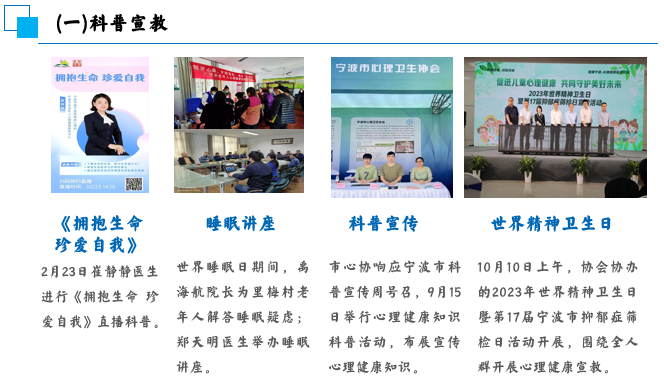 (一)科普宣教
拥抱生命 珍爱自我
宁波市心理卫生协会
促进儿童心理健康 共同守护美好未来
2023年世界精神卫生日
暨第17届抑郁症筛检日活动
《拥抱生命
珍爱自我》
2月23日崔静静医生
进行《拥抱生命 珍
爱自我》直播科普。
睡眠讲座
世界睡眠日期间，禹
海航院长为里梅村老
年人解答睡眠疑虑；
郑天明医生举办睡眠
讲座。
科普宣传
市心协响应宁波市科
普宣传周号召，9月15
日举行心理健康知识
科普活动，布展宣传
心理健康知识。
世界精神卫生日
10月10日上午，协会协办
的2023年世界精神卫生日
暨第17届宁波市抑郁症筛
检日活动开展，围绕全人
群开展心理健康宣教。